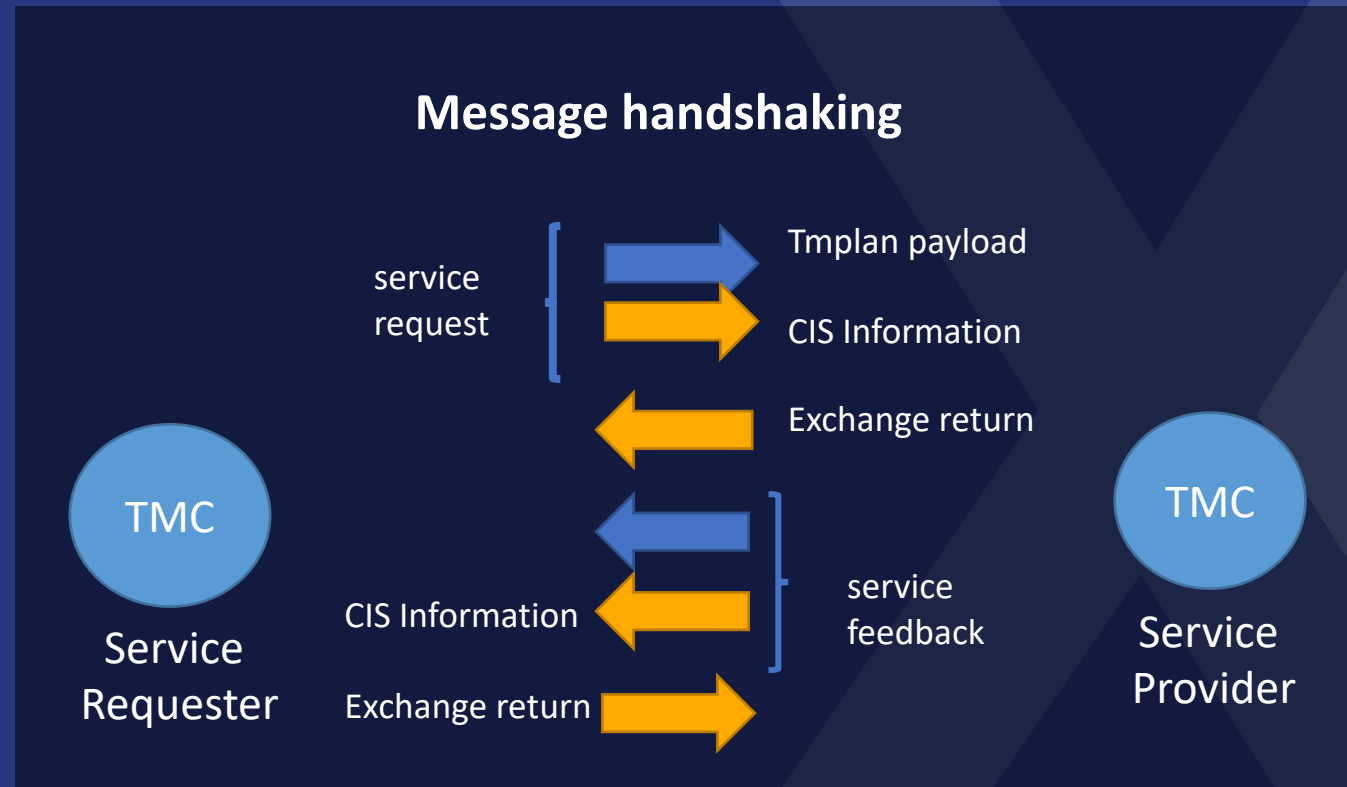 Message handshaking
service
request
Tmplan payload
CIS Information
Exchange return
TMC
Service
Requester
TMC
Service
Provider
CIS Information
service
feedback
Exchange return